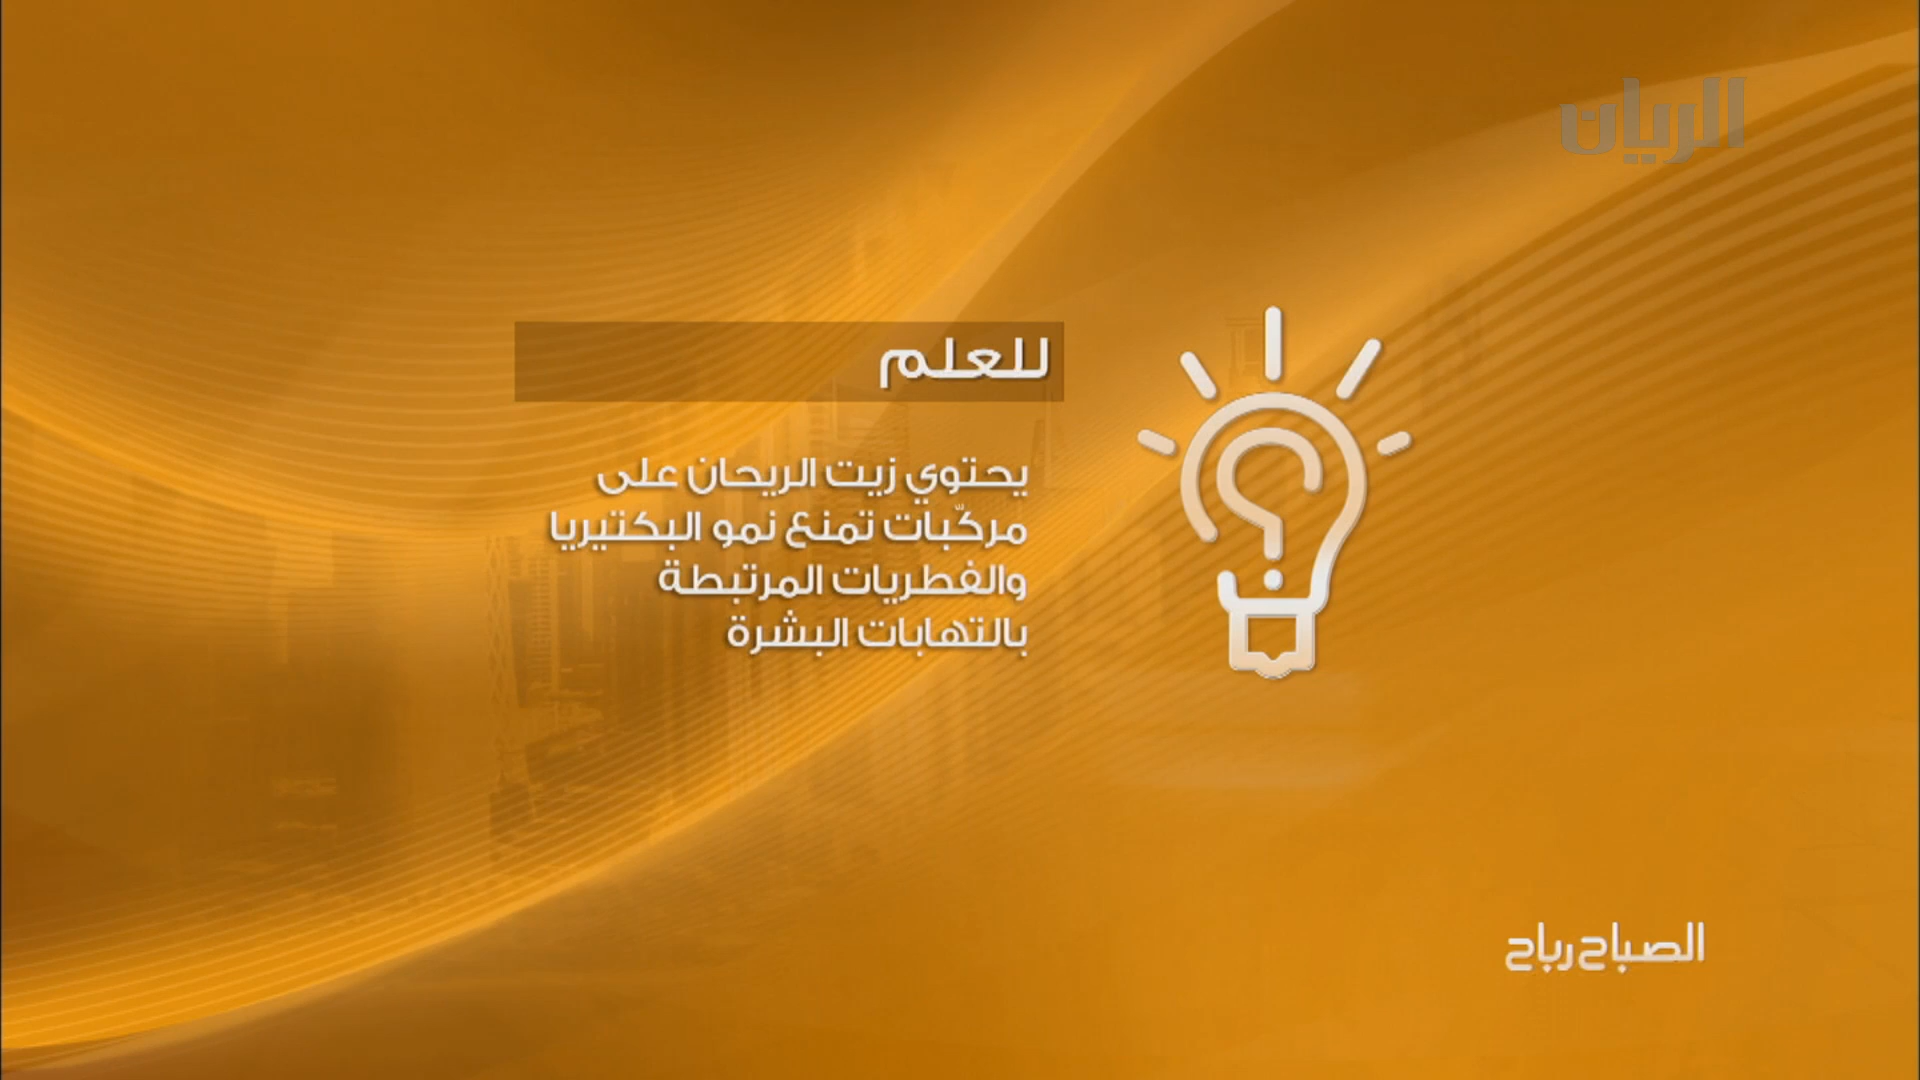 الريان
للعلم
يحتوي زيت الريحان على
مركّبات تمنع نمو البكتيريا
والفطريات المرتبطة
بالتهابات البشرة
الصباح رباح